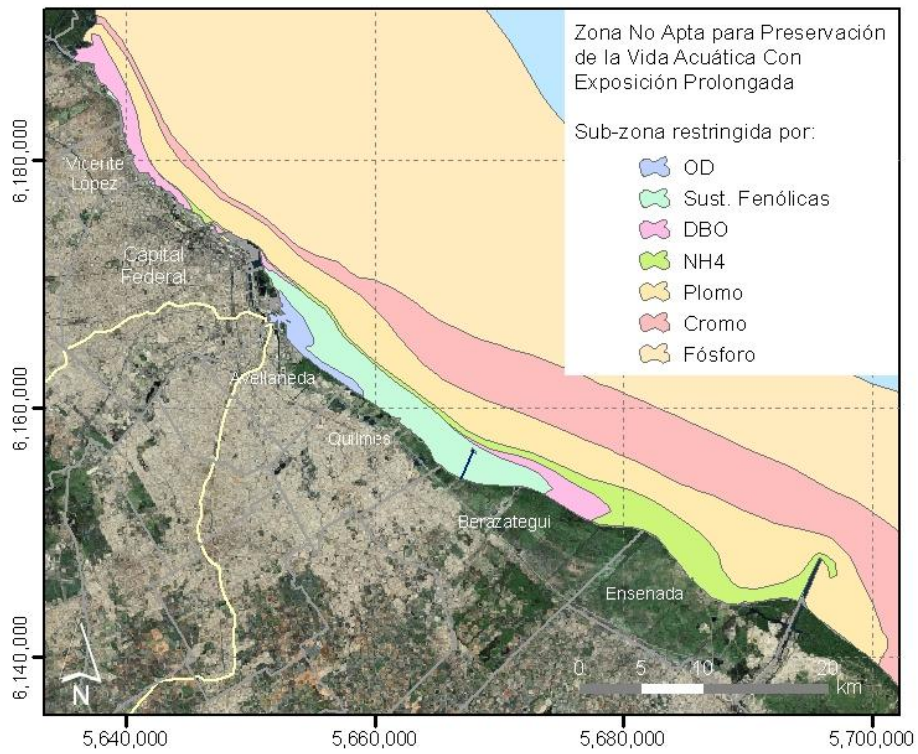 Zona No Apta para Preservación
de la Vida Acuática Con
Exposición Prolongada
Sub-zona restringida por:
OD
Sust. Fenólicas
DBO
NH4
Plomo
Cromo
Fósforo
6,180,000
6,160,000
6,140,000
Vicente
López
Capital
Federal
Avellaneda
Quilmes
Berazategui
Ensenada
0 5 10 20
km
N
5,640,000 5,660,000 5,680,000 5,700,000